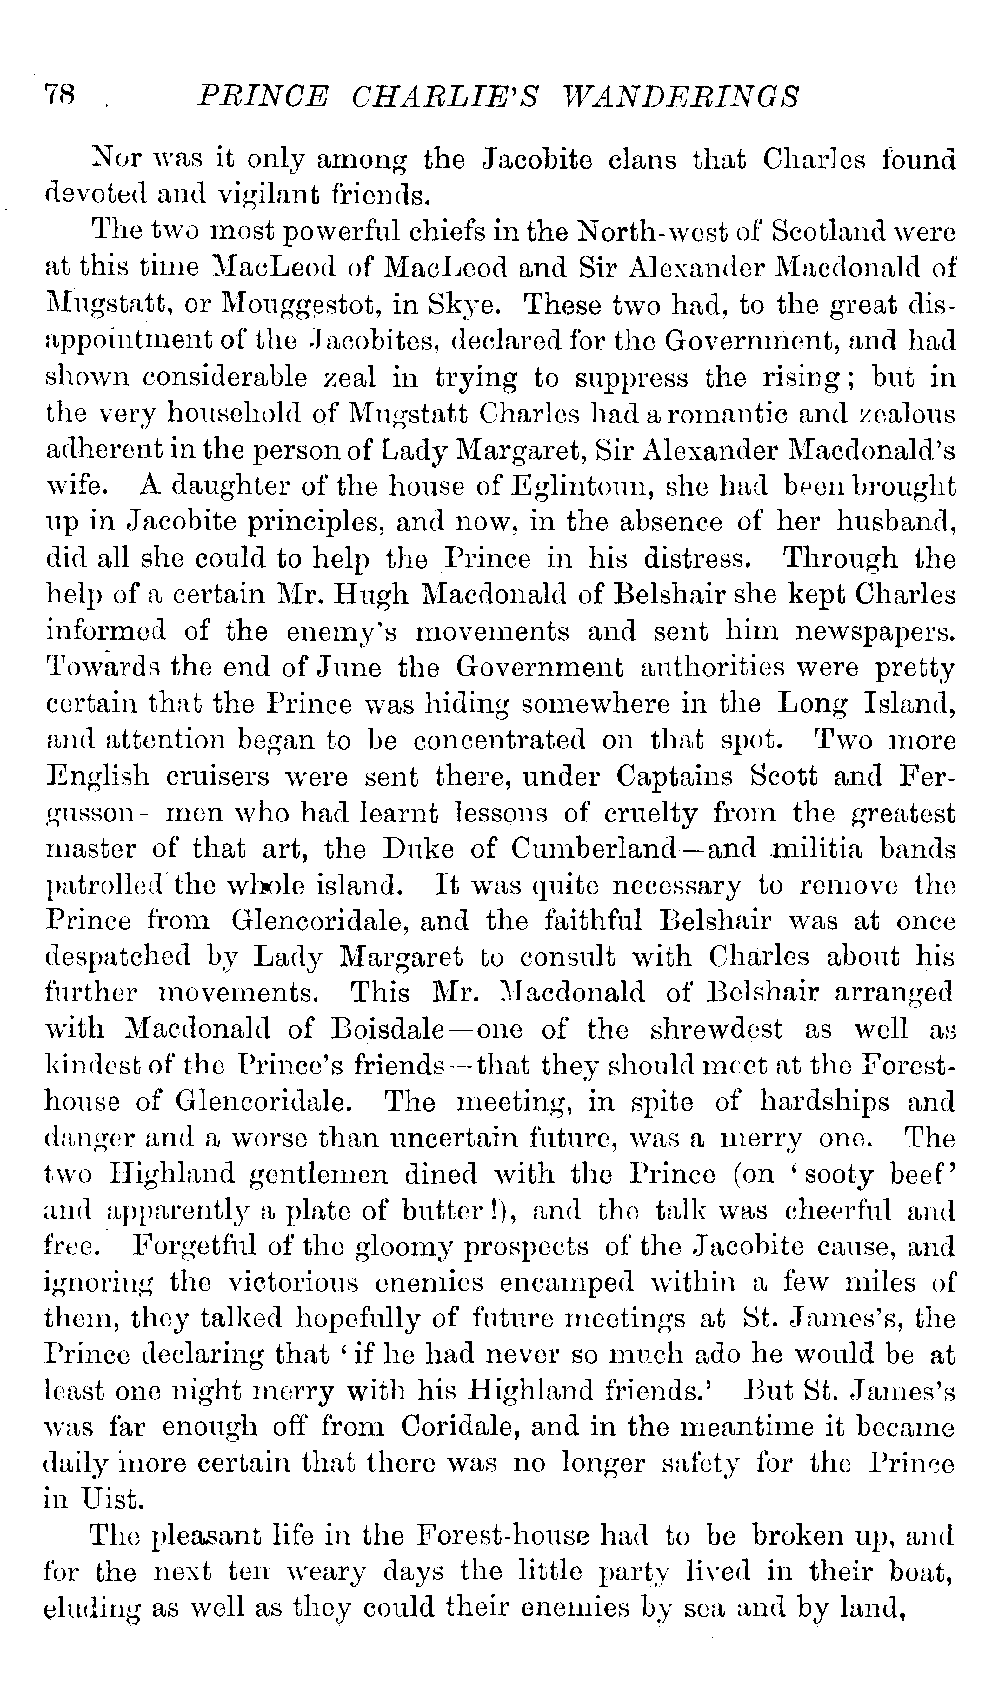 78 PRINCE CHARLIE'S WANDERINGS
Nor was it only among the Jacobite clans that Charles found
devoted and vigilant friends.
The two most powerful chiefs in the North-west of Scotland were
at this time MacLeod of MacLeod and Sir Alexander Macdonald of
Mugstatt, or Mouggestot, in Skye. These two had, to the great dis-
appointment of the Jacobites, declared for the Government, and had
shown considerable zeal in trying to suppress the rising; but in
the very household of Mugstatt Charles had a romantic and zealous
adherent in the person of Lady Margaret, Sir Alexander Macdonald's
wife. A daughter of the house of Eglintoun, she had been brought
up in Jacobite principles, and now, in the absence of her husband,
did all she could to help the Prince in his distress. Through the
help of a certain Mr. Hugh Macdonald of Belshair she kept Charles
informed of the enemy's movements and sent him newspapers.
Towards the end of June the Government authorities were pretty
certain that the Prince was hiding somewhere in the Long Island,
and attention began to be concentrated on that spot. Two more
English cruisers were sent there, under Captains Scott and Fer-
gusson - men who had learnt lessons of cruelty from the greatest
master of that art, the Duke of Cumberland—and militia bands
patrolled the whole island. It was quite necessary to remove the
Prince from Glencoridale, and the faithful Belshair was at once
despatched by Lady Margaret to consult with Charles about his
further movements. This Mr. Macdonald of Belshair arranged
with Macdonald of Boisdale—one of the shrewdest as well as
kindest of the Prince's friends—that they should meet at the Forest-
house of Glencoridale. The meeting, in spite of hardships and
danger and a worse than uncertain future, was a merry one. The
two Highland gentlemen dined with the Prince (on 'sooty beef'
and apparently a plate of butter!), and the talk was cheerful and
free. Forgetful of the gloomy prospects of the Jacobite cause, and
ignoring the victorious enemies encamped within a few miles of
them, they talked hopefully of future meetings at St. James's, the
Prince declaring that 'if he had never so much ado he would be at
least one night merry with his Highland friends.' But St. James's
was far enough off from Coridale, and in the meantime it became
daily more certain that there was no longer safety for the Prince
in Uist.
The pleasant life in the Forest-house had to be broken up, and
for the next ten weary days the little party lived in their boat,
eluding as well as they could their enemies by sea and by land,